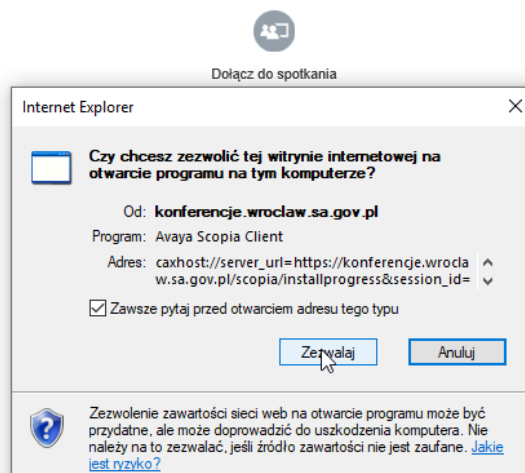 Dołącz do spotkania
Internet Explorer
Czy chcesz zezwolić tej witrynie internetowej na
otwarcie programu na tym komputerze?
Od: konferencje.wroclaw.sa.gov.pl
Program: Avaya Scopia Client
Adres: caxhost://server_url=https://konferencje.wrocla
w.sa.gov.pl/scopia/installprogress&session_id=
Zawsze pytaj przed otwarciem adresu tego typu
Zezwalaj Anuluj
Zezwolenie zawartości sieci web na otwarcie programu może być
przydatne, ale może doprowadzić do uszkodzenia komputera. Nie
należy na to zezwalać, jeśli źródło zawartości nie jest zaufane. Jakie
jest ryzyko?